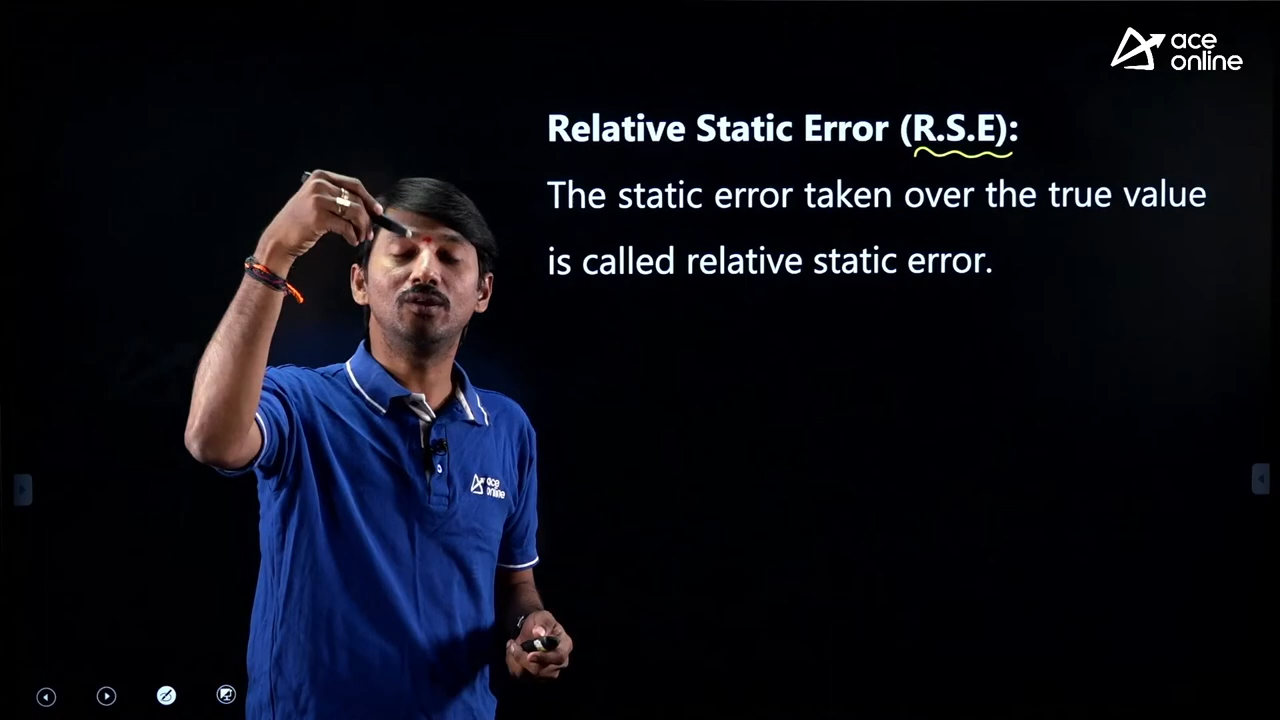 ace
online
Relative Static Error (R.S.E):
The static error taken over the true value
is called relative static error.
ace
online